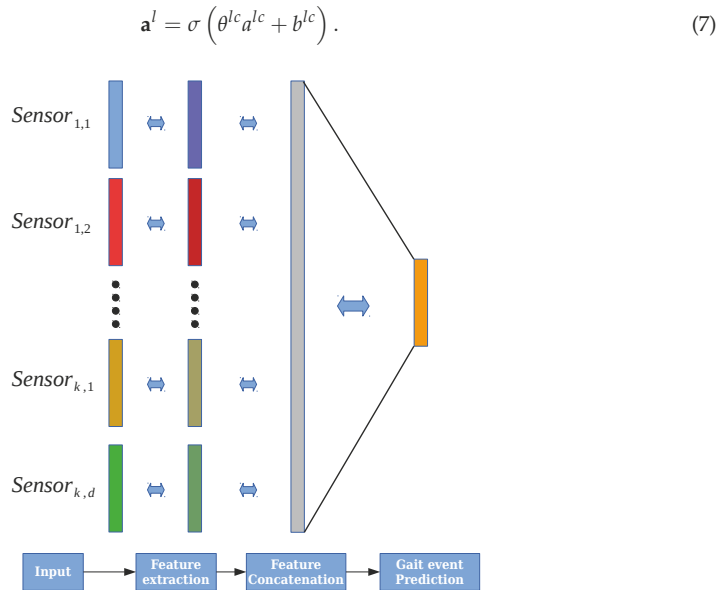 𝐚^l = σ (θ^{lc} a^{lc} + b^{lc}) . (7)
Sensor_{1,1}
Sensor_{1,2}
Sensor_{k,1}
Sensor_{k,d}
Input
Feature
extraction
Feature
Concatenation
Gait event
Prediction